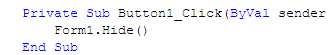 Private Sub Button1_Click(ByVal sender
Form1.Hide()
End Sub